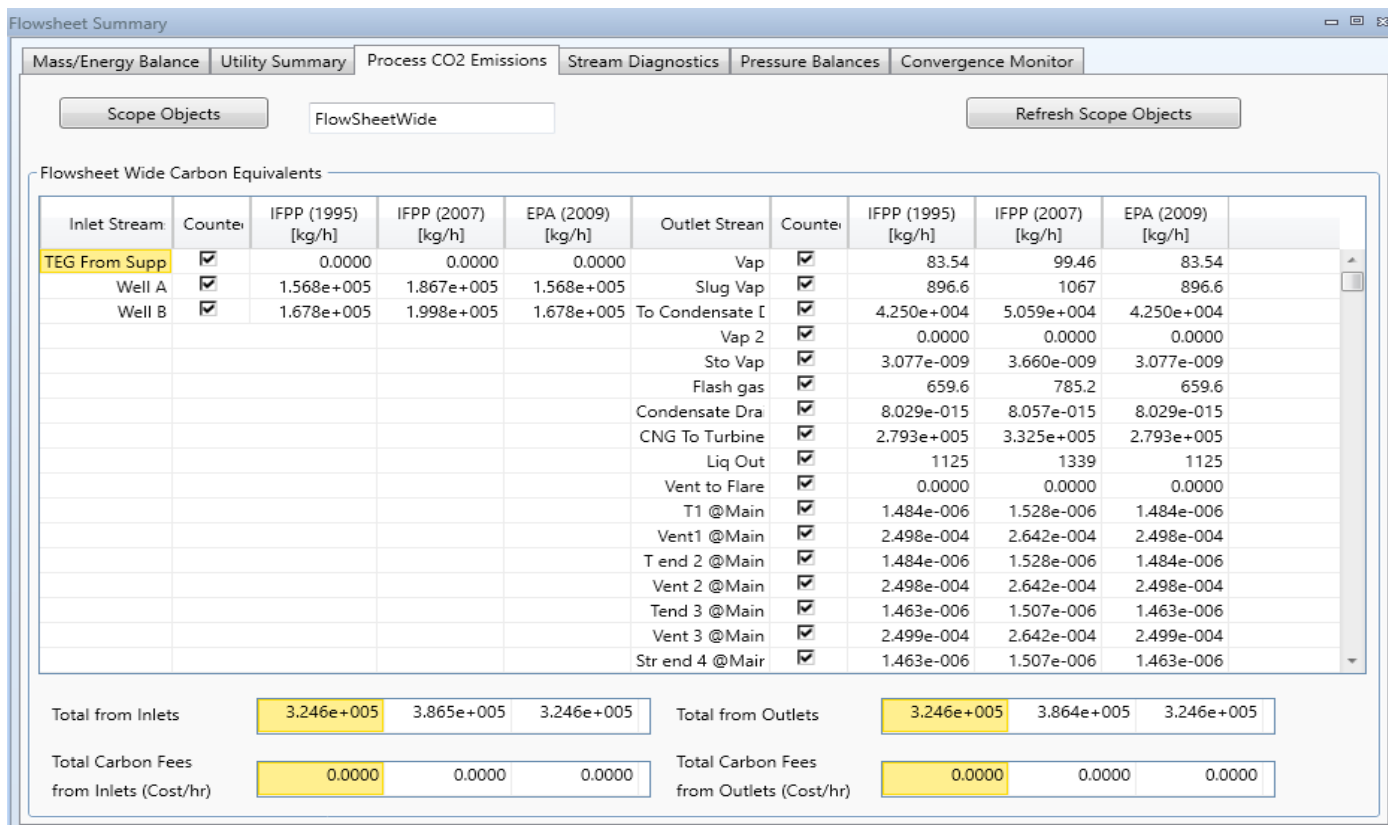 Flowsheet Summary
Mass/Energy Balance Utility Summary Process CO2 Emissions Stream Diagnostics Pressure Balances Convergence Monitor
Scope Objects FlowSheetWide Refresh Scope Objects
Flowsheet Wide Carbon Equivalents
Inlet Stream Counte IFPP (1995) [kg/h] IFPP (2007) [kg/h] EPA (2009) [kg/h] Outlet Strean Counte IFPP (1995) [kg/h] IFPP (2007) [kg/h] EPA (2009) [kg/h]
TEG From Supp 0.0000 0.0000 0.0000 Vap 83.54 99.46 83.54
Well A 1.568e+005 1.867e+005 1.568e+005 Slug Vap 896.6 1067 896.6
Well B 1.678e+005 1.998e+005 1.678e+005 To Condensate D 4.250e+004 5.059e+004 4.250e+004
Vap 2 0.0000 0.0000 0.0000
Sto Vap 3.077e-009 3.660e-009 3.077e-009
Flash gas 659.6 785.2 659.6
Condensate Drai 8.029e-015 8.057e-015 8.029e-015
CNG To Turbine 2.793e+005 3.325e+005 2.793e+005
Liq Out 1125 1339 1125
Vent to Flare 0.0000 0.0000 0.0000
T1 @Main 1.484e-006 1.528e-006 1.484e-006
Vent1 @Main 2.498e-004 2.642e-004 2.498e-004
T end 2 @Main 1.484e-006 1.528e-006 1.484e-006
Vent 2 @Main 2.498e-004 2.642e-004 2.498e-004
Tend 3 @Main 1.463e-006 1.507e-006 1.463e-006
Vent 3 @Main 2.499e-004 2.642e-004 2.499e-004
Str end 4 @Mair 1.463e-006 1.507e-006 1.463e-006
Total from Inlets 3.246e+005 3.865e+005 3.246e+005 Total from Outlets 3.246e+005 3.864e+005 3.246e+005
Total Carbon Fees from Inlets (Cost/hr) 0.0000 0.0000 0.0000 Total Carbon Fees from Outlets (Cost/hr) 0.0000 0.0000 0.0000